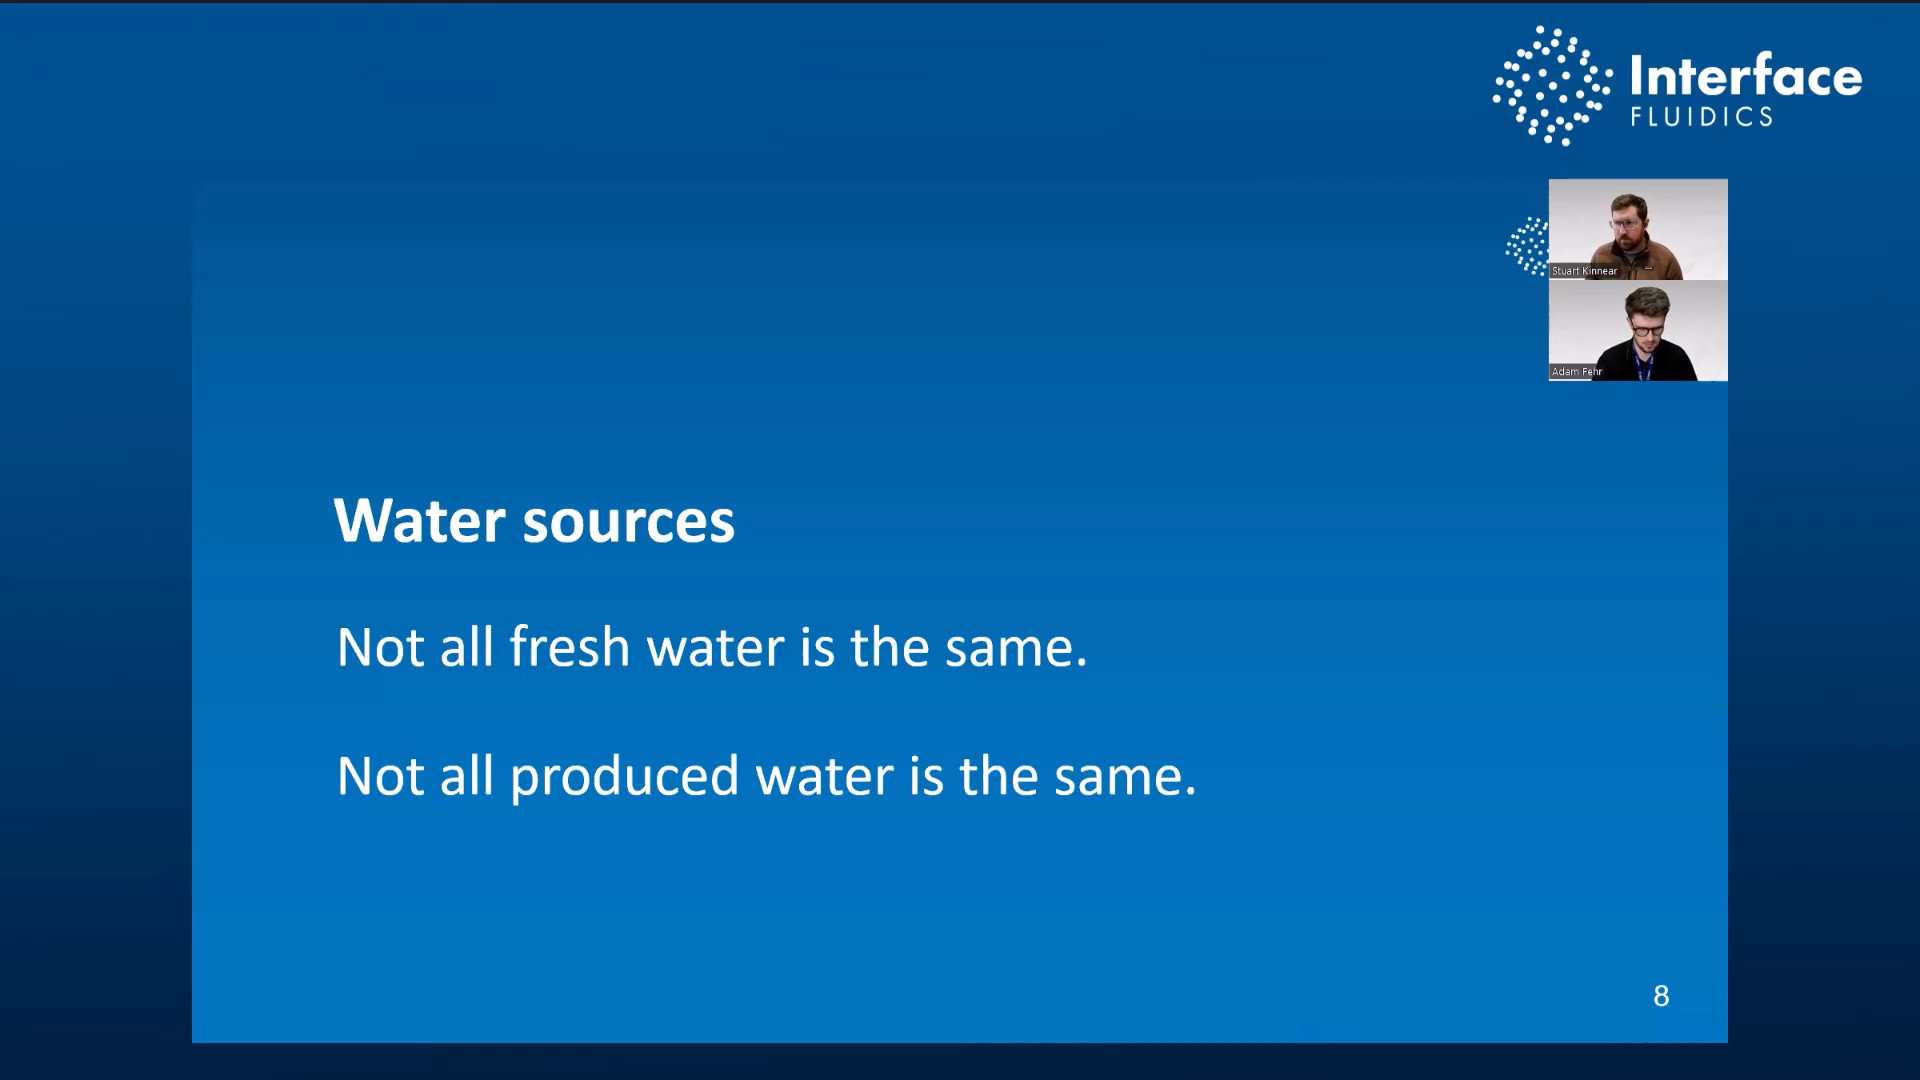 Interface
FLUIDICS
Stuart Kinnear
Adam Fehr
Water sources
Not all fresh water is the same.
Not all produced water is the same.
8